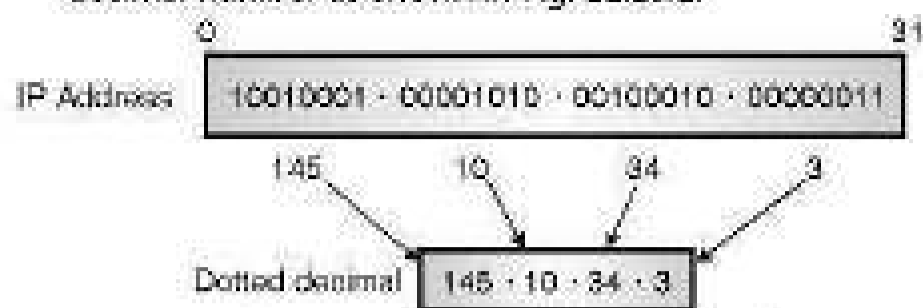 0 31
IP Address 10010001 · 00001010 · 00100010 · 00000011
145 10 34 3
Dotted decimal 145 · 10 · 34 · 3